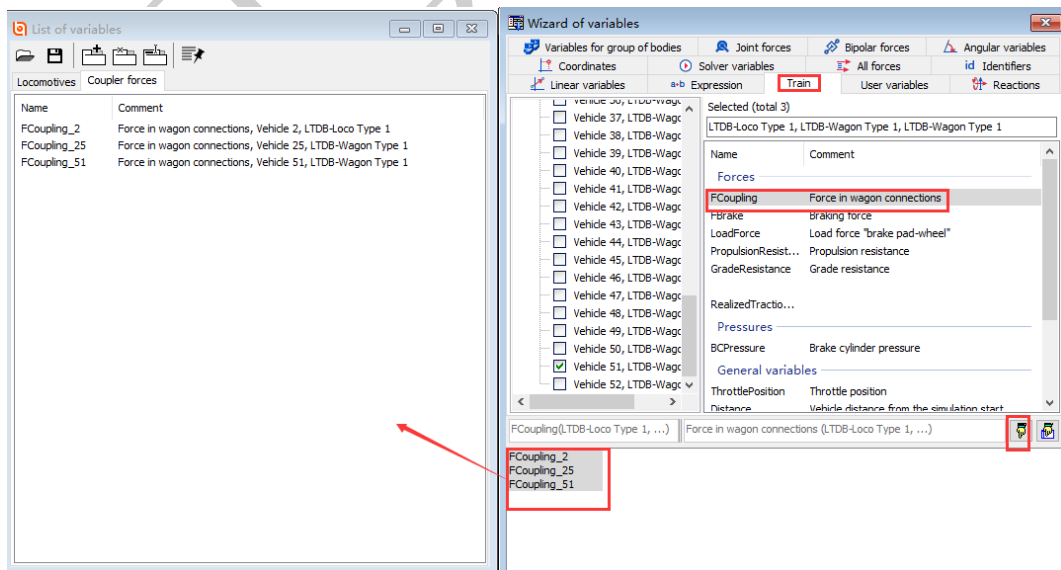 List of variables
Locomotives Coupler forces
Name Comment
FCoupling_2 Force in wagon connections, Vehicle 2, LTDB-Loco Type 1
FCoupling_25 Force in wagon connections, Vehicle 25, LTDB-Wagon Type 1
FCoupling_51 Force in wagon connections, Vehicle 51, LTDB-Wagon Type 1
Wizard of variables
Variables for group of bodies Joint forces Bipolar forces Angular variables
Coordinates Solver variables All forces id Identifiers
Linear variables a+b Expression Train User variables Reactions
Vehicle 37, LTDB-Wagc
Vehicle 38, LTDB-Wagc
Vehicle 39, LTDB-Wagc
Vehicle 40, LTDB-Wagc
Vehicle 41, LTDB-Wagc
Vehicle 42, LTDB-Wagc
Vehicle 43, LTDB-Wagc
Vehicle 44, LTDB-Wagc
Vehicle 45, LTDB-Wagc
Vehicle 46, LTDB-Wagc
Vehicle 47, LTDB-Wagc
Vehicle 48, LTDB-Wagc
Vehicle 49, LTDB-Wagc
Vehicle 50, LTDB-Wagc
Vehicle 51, LTDB-Wagc
Vehicle 52, LTDB-Wagc
Selected (total 3)
LTDB-Loco Type 1, LTDB-Wagon Type 1, LTDB-Wagon Type 1
Name Comment
Forces
FCoupling Force in wagon connections
FBrake Braking force
LoadForce Load force "brake pad-wheel"
PropulsionResist... Propulsion resistance
GradeResistance Grade resistance
RealizedTractio...
Pressures
BCPressure Brake cylinder pressure
General variables
ThrottlePosition Throttle position
Distance Vehicle distance from the simulation start
FCoupling(LTDB-Loco Type 1, ...) Force in wagon connections (LTDB-Loco Type 1, ...)
FCoupling_2
FCoupling_25
FCoupling_51